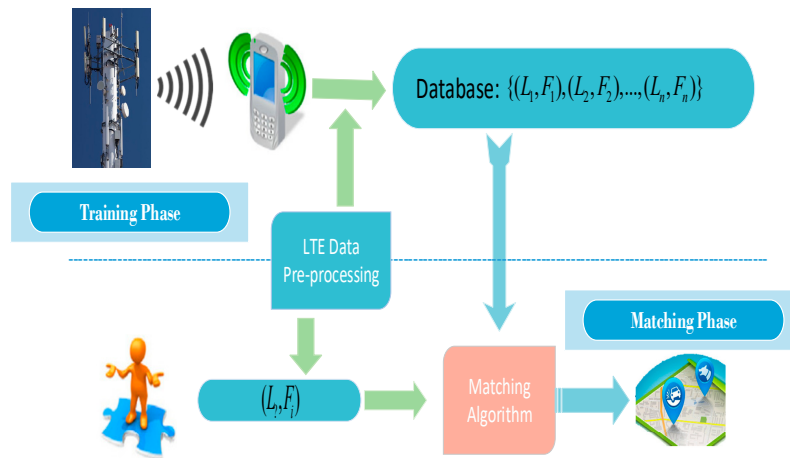 Database: {(L₁,F₁),(L₂,F₂),...,(Lₙ,Fₙ)}
Training Phase
LTE Data
Pre-processing
Matching Phase
(Lᵢ,Fᵢ)
Matching
Algorithm